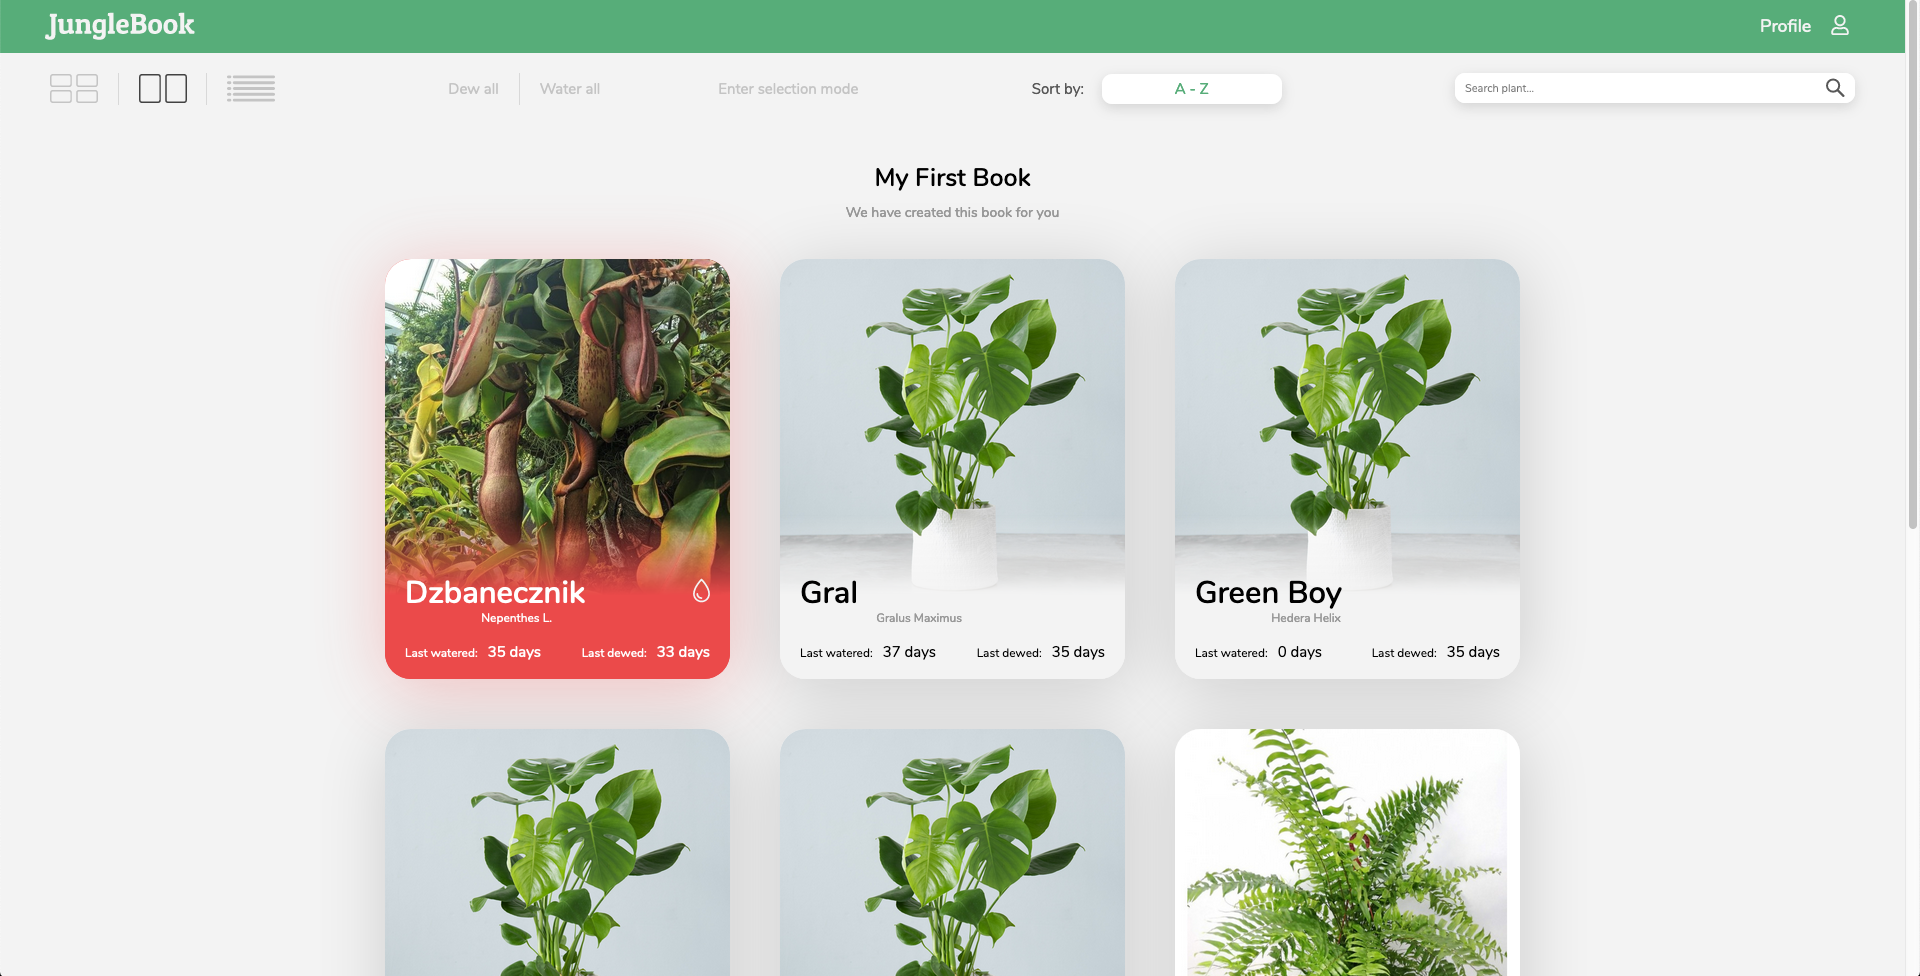 JungleBook
Profile
Dew all
Water all
Enter selection mode
Sort by:
A - Z
Search plant...
My First Book
We have created this book for you
Dzbanecznik
Nepenthes L.
Last watered: 35 days
Last dewed: 33 days
Gral
Gralus Maximus
Last watered: 37 days
Last dewed: 35 days
Green Boy
Hedera Helix
Last watered: 0 days
Last dewed: 35 days